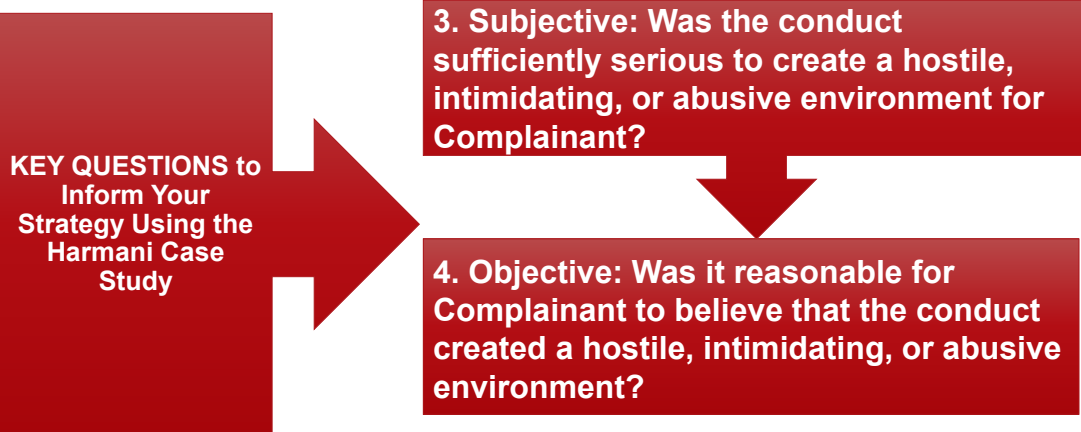 KEY QUESTIONS to
Inform Your
Strategy Using the
Harmani Case
Study
3. Subjective: Was the conduct
sufficiently serious to create a hostile,
intimidating, or abusive environment for
Complainant?
4. Objective: Was it reasonable for
Complainant to believe that the conduct
created a hostile, intimidating, or abusive
environment?